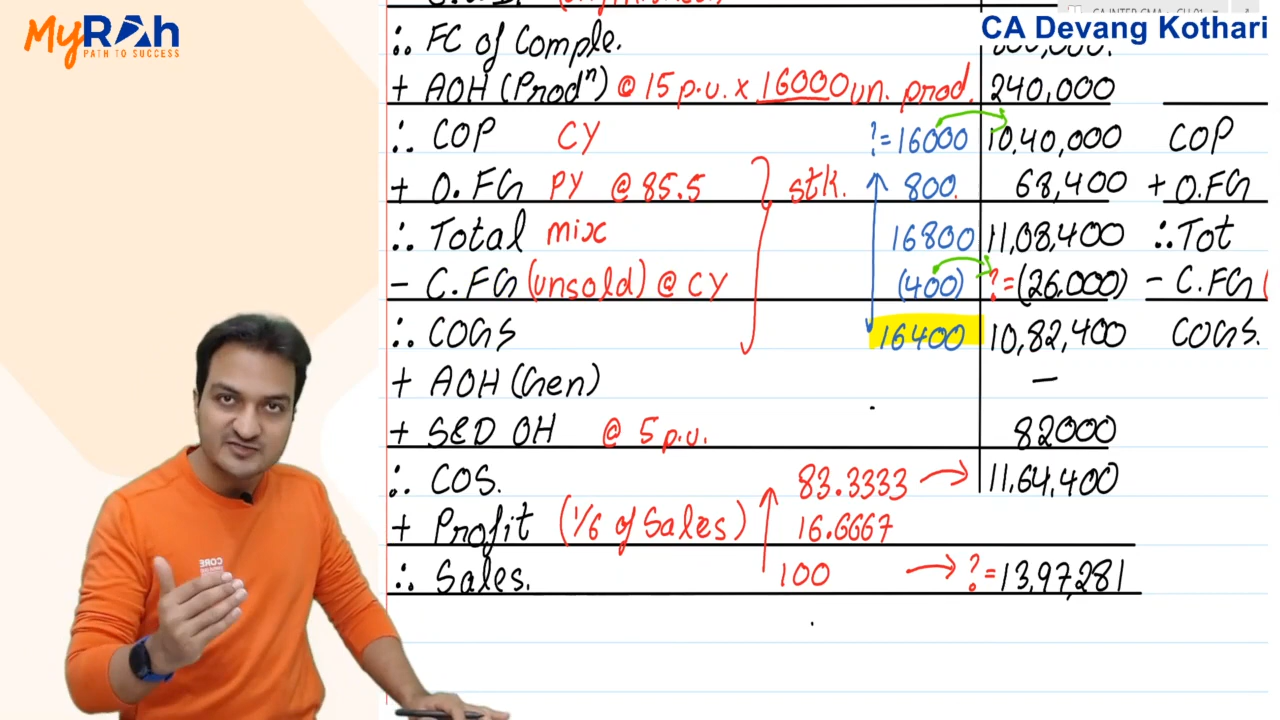 MyRAh
PATH TO SUCCESS
CA Devang Kothari
∴ FC of Comple.
+ AOH (Prodⁿ) @ 15 p.u. x 16000 un. prod. 240,000
∴ COP CY ?=16000 10,40,000 COP
+ O.FG PY @ 85.5 stk. 800. 68,400 + O.FG
∴ Total mix 16800 11,08,400 ∴Tot
- C.FG (unsold) @ CY (400) ?=(26,000) - C.FG (
∴ COGS 16400 10,82,400 COGS.
+ AOH (Gen) —
+ S&D OH @ 5 p.u. 82000
∴ COS. 83.3333 → 11,64,400
+ Profit (1/6 of Sales) 16.6667
∴ Sales. 100 → ?=13,97,281
CORE